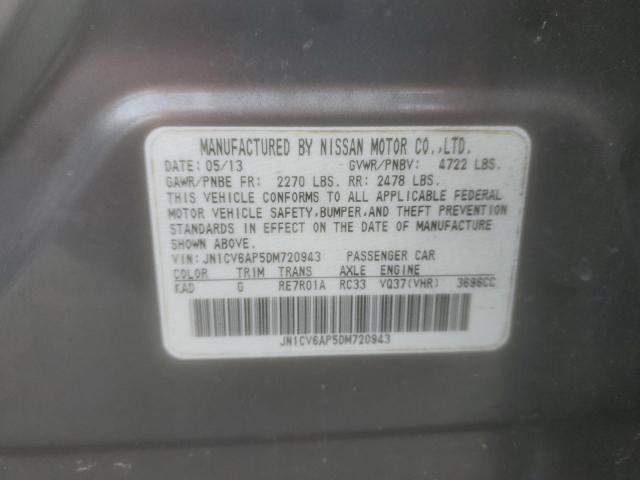 MANUFACTURED BY NISSAN MOTOR CO.,LTD.
DATE: 05/13 GVWR/PNBV: 4722 LBS.
GAWR/PNBE FR: 2270 LBS. RR: 2478 LBS.
THIS VEHICLE CONFORMS TO ALL APPLICABLE FEDERAL
MOTOR VEHICLE SAFETY,BUMPER,AND THEFT PREVENTION
STANDARDS IN EFFECT ON THE DATE OF MANUFACTURE
SHOWN ABOVE.
VIN: JN1CV6AP5DM720943 PASSENGER CAR
COLOR TRIM TRANS AXLE ENGINE
KAD G RE7R01A RC33 VQ37(VHR) 3696CC
JN1CV6AP5DM720943